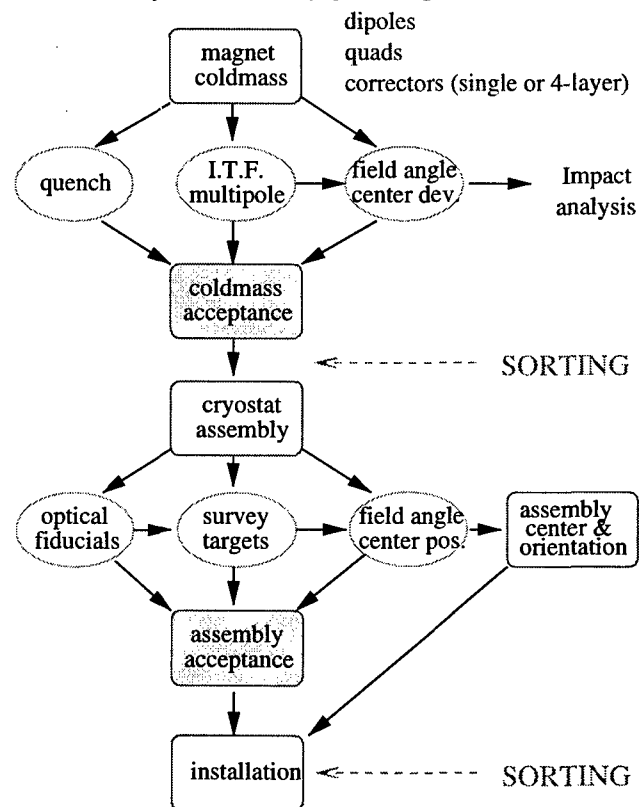 dipoles
magnet
coldmass
quads
correctors (single or 4-layer)
quench
I.T.F.
multipole
field angle
center dev.
Impact
analysis
coldmass
acceptance
SORTING
cryostat
assembly
optical
fiducials
survey
targets
field angle
center pos.
assembly
center &
orientation
assembly
acceptance
installation
SORTING